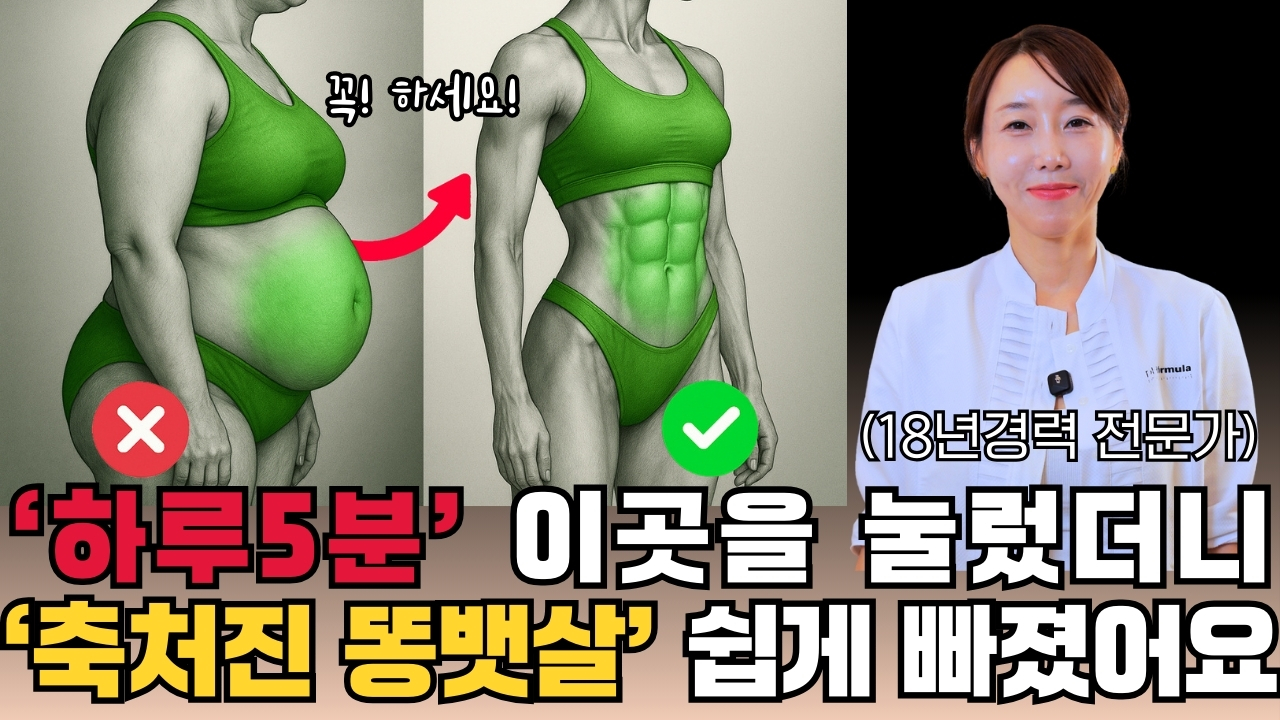 꼭! 하세요!
(18년경력 전문가)
‘하루5분’ 이곳을 눌렀더니
‘축처진 똥뱃살’ 쉽게 빠졌어요